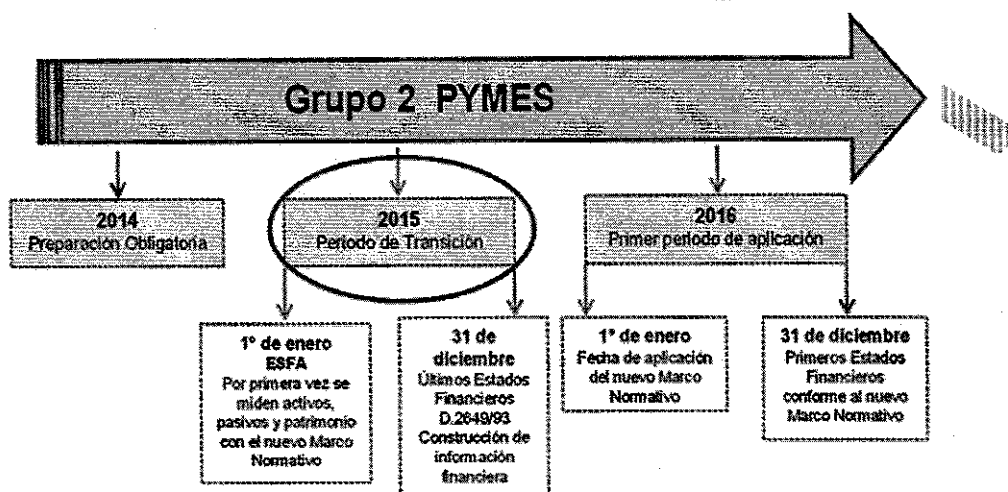 Grupo 2 PYMES
2014
Preparación Obligatoria
2015
Periodo de Transición
2016
Primer periodo de aplicación
1º de enero
ESFA
Por primera vez se
miden activos,
pasivos y patrimonio
con el nuevo Marco
Normativo
31 de
diciembre
Últimos Estados
Financieros
D.2649/93
Construcción de
información
financiera
1º de enero
Fecha de aplicación
del nuevo Marco
Normativo
31 de diciembre
Primeros Estados
Financieros
conforme al nuevo
Marco Normativo